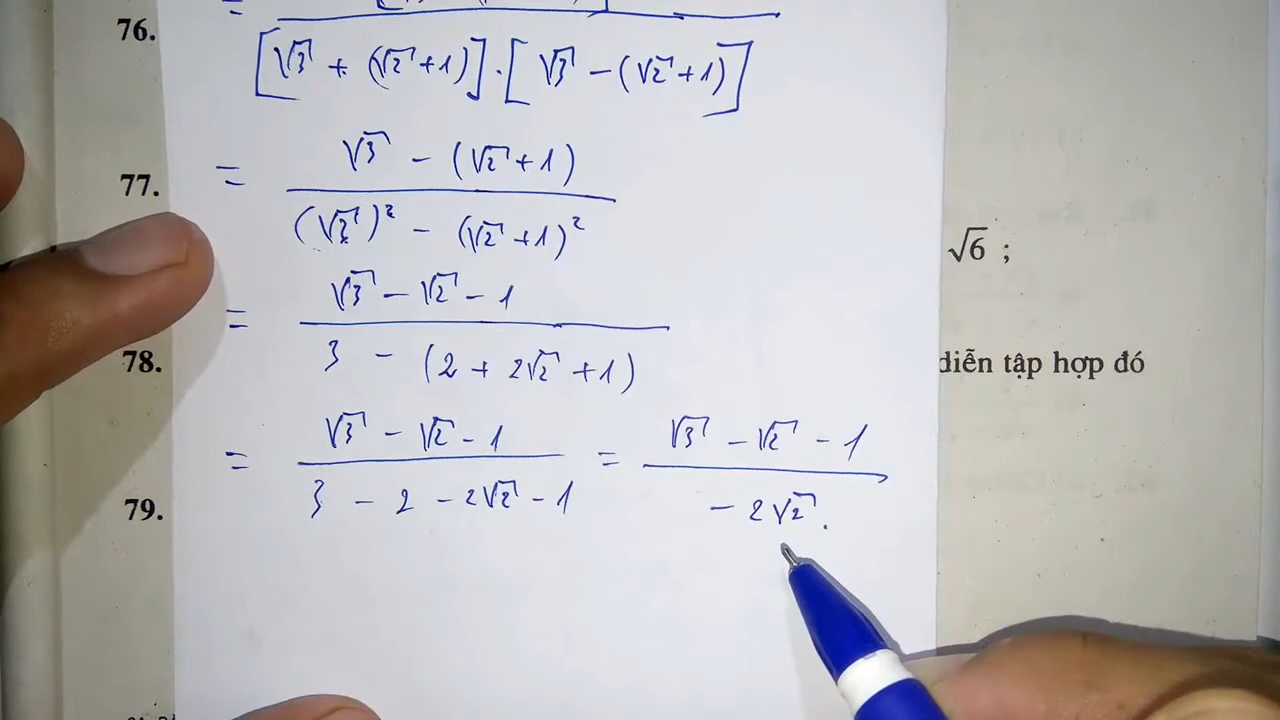 76.
=
[√3 + (√2 + 1)] . [√3 − (√2 + 1)]
77.
= (√3 − (√2 + 1)) / ((√3)² − (√2 + 1)²)
√6 ;
= (√3 − √2 − 1) / (3 − (2 + 2√2 + 1))
78.
diễn tập hợp đó
= (√3 − √2 − 1) / (3 − 2 − 2√2 − 1) = (√3 − √2 − 1) / (−2√2) .
79.